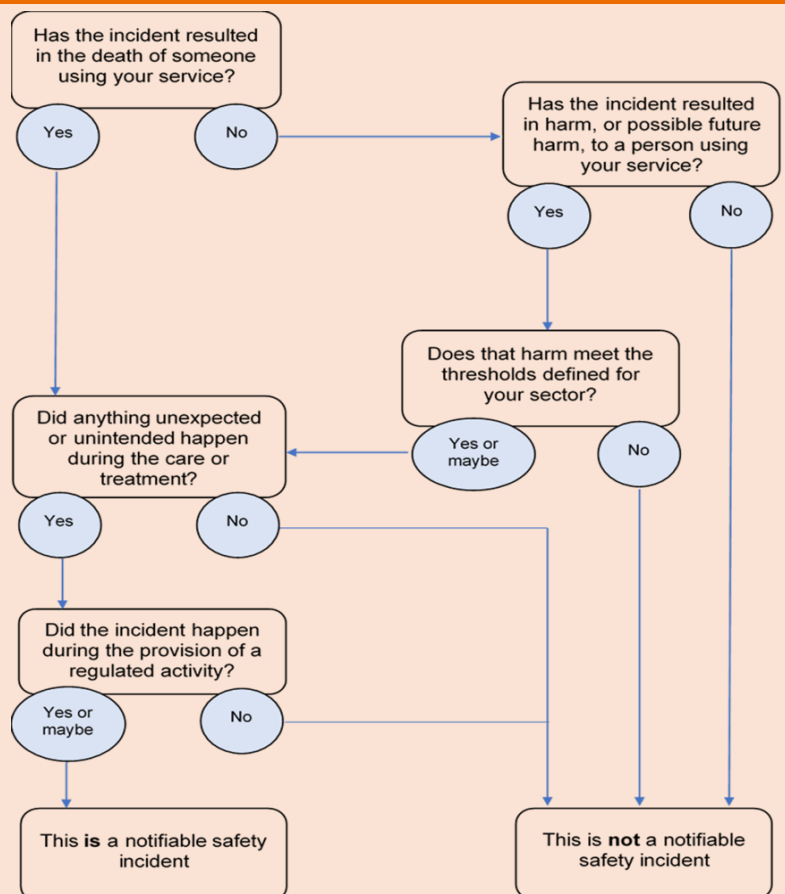 Has the incident resulted
in the death of someone
using your service?
Yes
No
Has the incident resulted
in harm, or possible future
harm, to a person using
your service?
Yes
No
Does that harm meet the
thresholds defined for
your sector?
Yes or
maybe
No
Did anything unexpected
or unintended happen
during the care or
treatment?
Yes
No
Did the incident happen
during the provision of a
regulated activity?
Yes or
maybe
No
This is a notifiable safety
incident
This is not a notifiable
safety incident